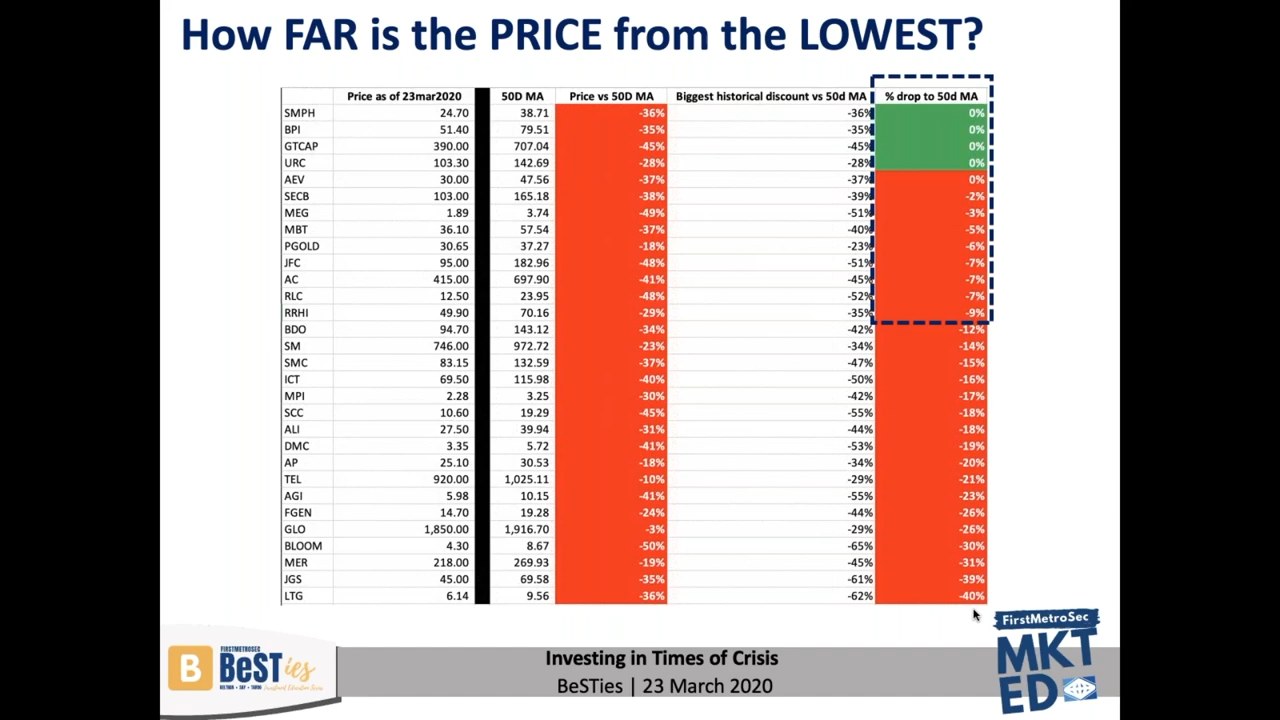 How FAR is the PRICE from the LOWEST?
Price as of 23mar2020 50D MA Price vs 50D MA Biggest historical discount vs 50d MA % drop to 50d MA
SMPH 24.70 38.71 -36% -36% 0%
BPI 51.40 79.51 -35% -35% 0%
GTCAP 390.00 707.04 -45% -45% 0%
URC 103.30 142.69 -28% -28% 0%
AEV 30.00 47.56 -37% -37% 0%
SECB 103.00 165.18 -38% -39% -2%
MEG 1.89 3.74 -49% -51% -3%
MBT 36.10 57.54 -37% -40% -5%
PGOLD 30.65 37.27 -18% -23% -6%
JFC 95.00 182.96 -48% -51% -7%
AC 415.00 697.90 -41% -45% -7%
RLC 12.50 23.95 -48% -52% -7%
RRHI 49.90 70.16 -29% -35% -9%
BDO 94.70 143.12 -34% -42% -12%
SM 746.00 972.72 -23% -34% -14%
SMC 83.15 132.59 -37% -47% -15%
ICT 69.50 115.98 -40% -50% -16%
MPI 2.28 3.25 -30% -42% -17%
SCC 10.60 19.29 -45% -55% -18%
ALI 27.50 39.94 -31% -44% -18%
DMC 3.35 5.72 -41% -53% -19%
AP 25.10 30.53 -18% -34% -20%
TEL 920.00 1,025.11 -10% -29% -21%
AGI 5.98 10.15 -41% -55% -23%
FGEN 14.70 19.28 -24% -44% -26%
GLO 1,850.00 1,916.70 -3% -29% -26%
BLOOM 4.30 8.67 -50% -65% -30%
MER 218.00 269.93 -19% -45% -31%
JGS 45.00 69.58 -35% -61% -39%
LTG 6.14 9.56 -36% -62% -40%
FirstMetroSec
MKT
ED
B
FIRSTMETROSEC
BeSTies
Investing in Times of Crisis
BeSTies | 23 March 2020